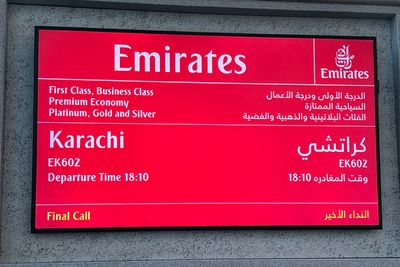 Emirates
Emirates
First Class, Business Class
Premium Economy
Platinum, Gold and Silver
الدرجة الأولى ودرجة الأعمال
السياحية الممتازة
الفئات البلاتينية والذهبية والفضية
Karachi
EK602
Departure Time 18:10
كراتشي
EK602
وقت المغادره 18:10
Final Call
النداء الأخير